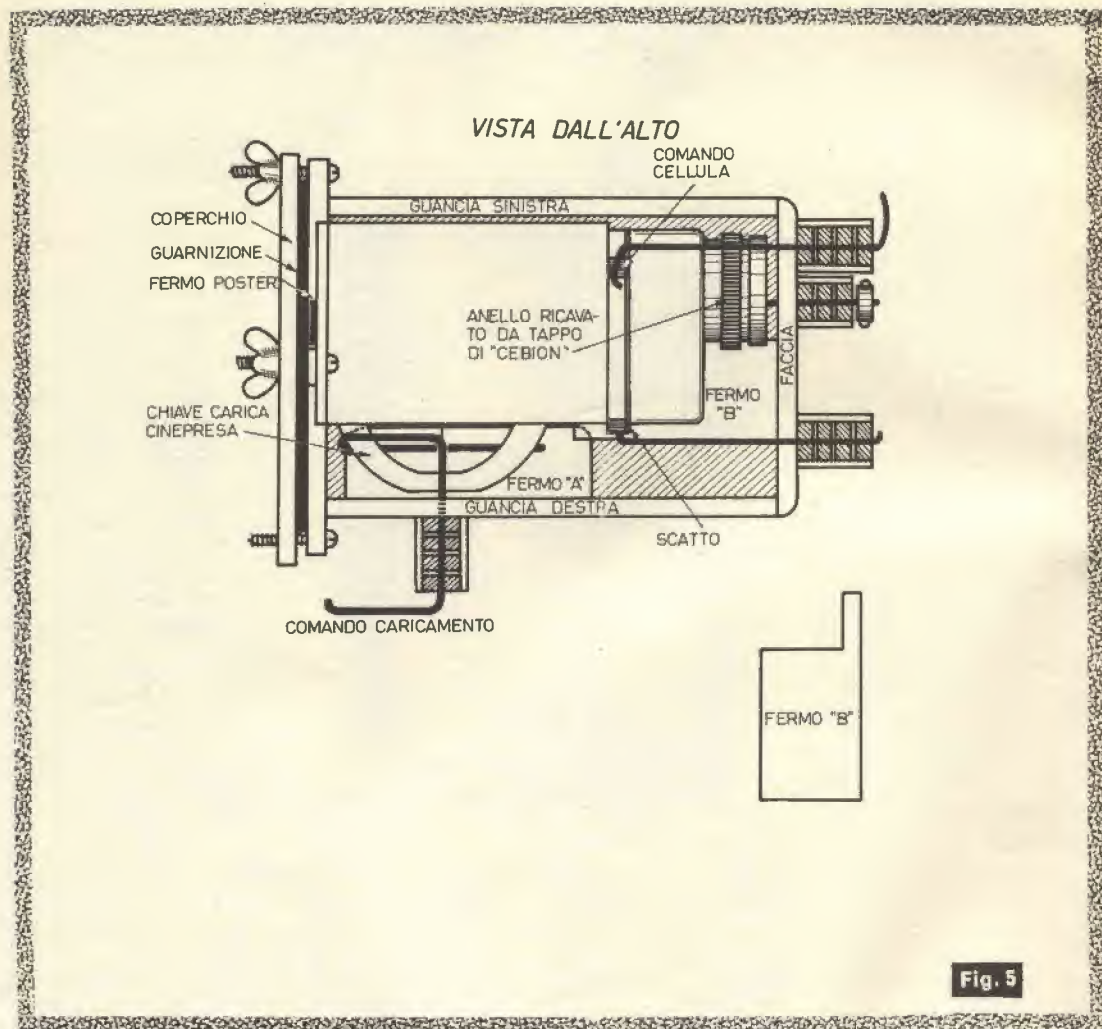 VISTA DALL'ALTO
COMANDO
CELLULA
GUANCIA SINISTRA
COPERCHIO
GUARNIZIONE
FERMO POSTER
ANELLO RICAVA-
TO DA TAPPO
DI "CEBION"
FACCIA
FERMO
"B"
CHIAVE CARICA
CINEPRESA
FERMO "A"
GUANCIA DESTRA
SCATTO
COMANDO CARICAMENTO
FERMO "B"
Fig. 5